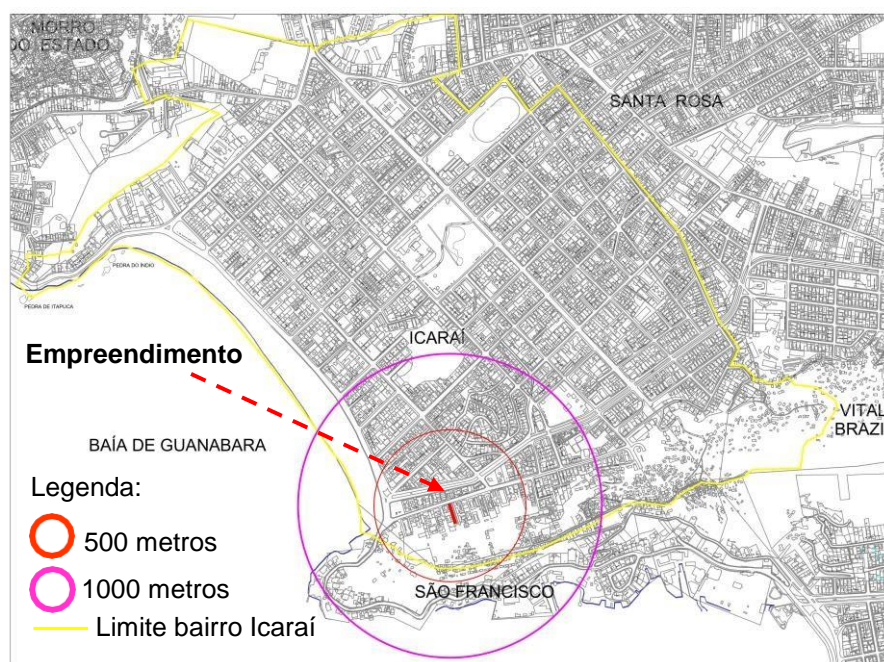 MORRO
DO ESTADO
SANTA ROSA
PEDRA DO ÍNDIO
PEDRA DE ITAPUCA
ICARAÍ
Empreendimento
VITAL
BRAZI
BAÍA DE GUANABARA
Legenda:
500 metros
1000 metros
SÃO FRANCISCO
Limite bairro Icaraí